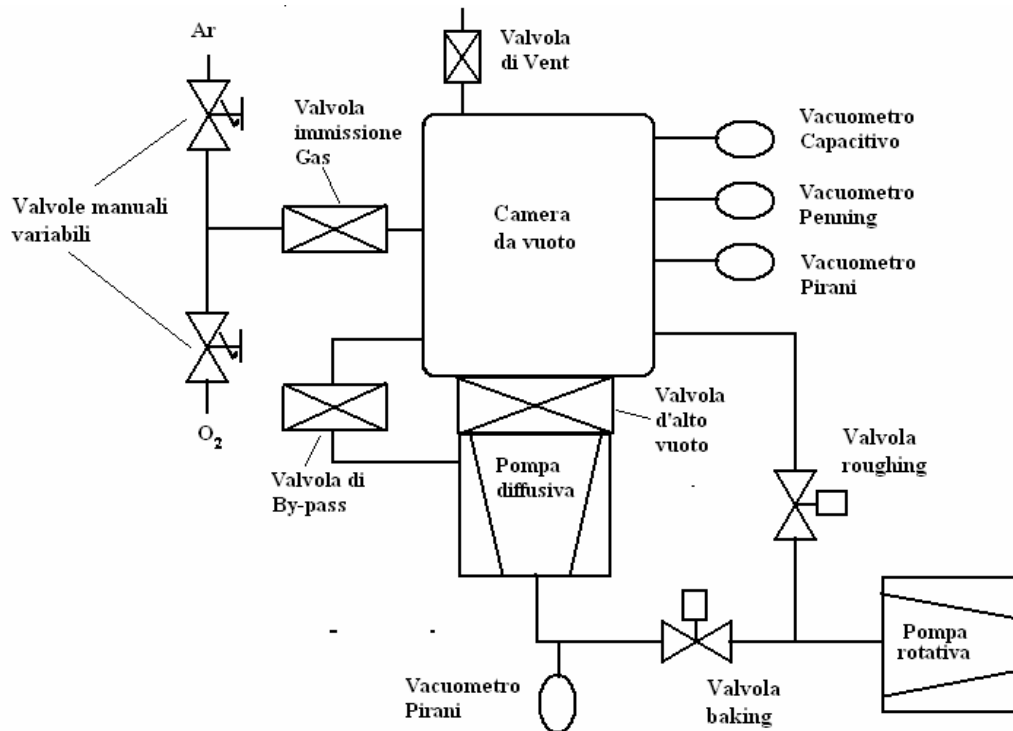 Ar
Valvola
di Vent
Valvola
immissione
Gas
Vacuometro
Capacitivo
Valvole manuali
variabili
Camera
da vuoto
Vacuometro
Penning
Vacuometro
Pirani
O2
Valvola di
By-pass
Pompa
diffusiva
Valvola
d'alto
vuoto
Valvola
roughing
Vacuometro
Pirani
Valvola
baking
Pompa
rotativa